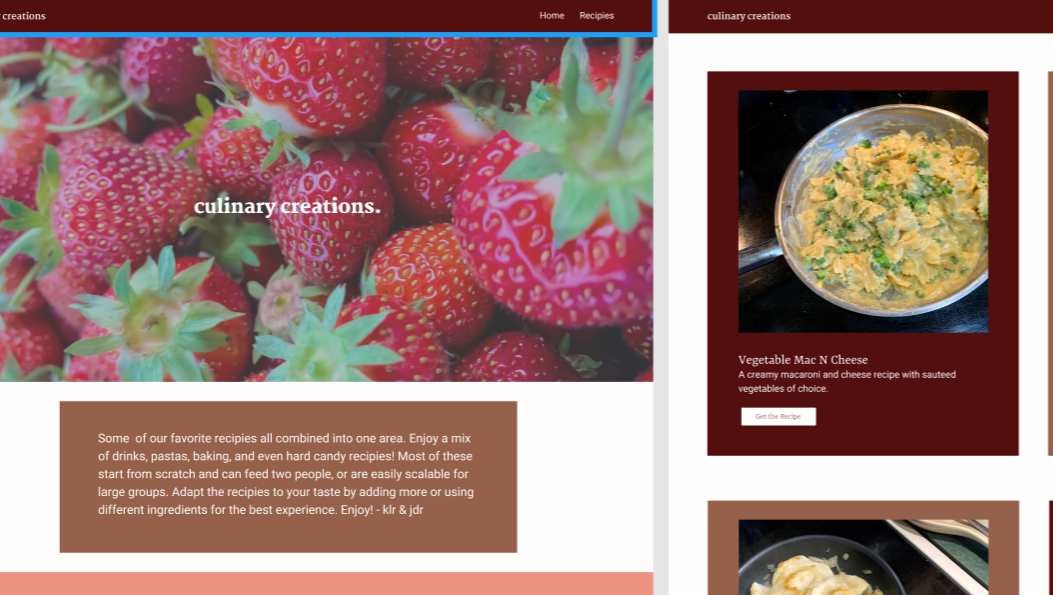 creations
Home Recipies
culinary creations.
Some of our favorite recipies all combined into one area. Enjoy a mix
of drinks, pastas, baking, and even hard candy recipies! Most of these
start from scratch and can feed two people, or are easily scalable for
large groups. Adapt the recipies to your taste by adding more or using
different ingredients for the best experience. Enjoy! - klr & jdr
culinary creations
Vegetable Mac N Cheese
A creamy macaroni and cheese recipe with sauteed
vegetables of choice.
Get the Recipe